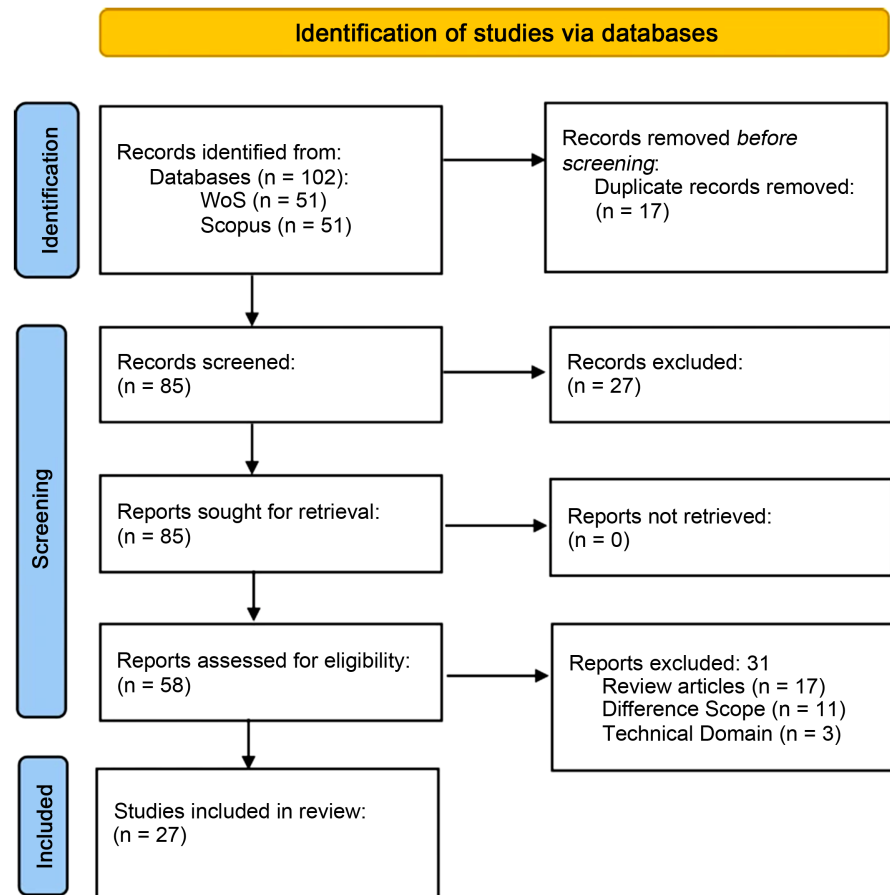 Identification of studies via databases
Identification
Records identified from:
Databases (n = 102):
WoS (n = 51)
Scopus (n = 51)
Records removed before
screening:
Duplicate records removed:
(n = 17)
Screening
Records screened:
(n = 85)
Records excluded:
(n = 27)
Reports sought for retrieval:
(n = 85)
Reports not retrieved:
(n = 0)
Reports assessed for eligibility:
(n = 58)
Reports excluded: 31
Review articles (n = 17)
Difference Scope (n = 11)
Technical Domain (n = 3)
Included
Studies included in review:
(n = 27)